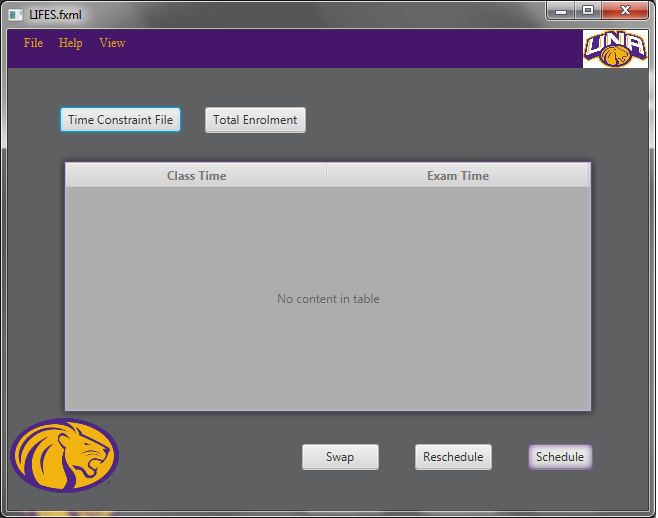 LIFES.fxml
File Help View
UNA
Time Constraint File Total Enrolment
Class Time Exam Time
No content in table
Swap Reschedule Schedule